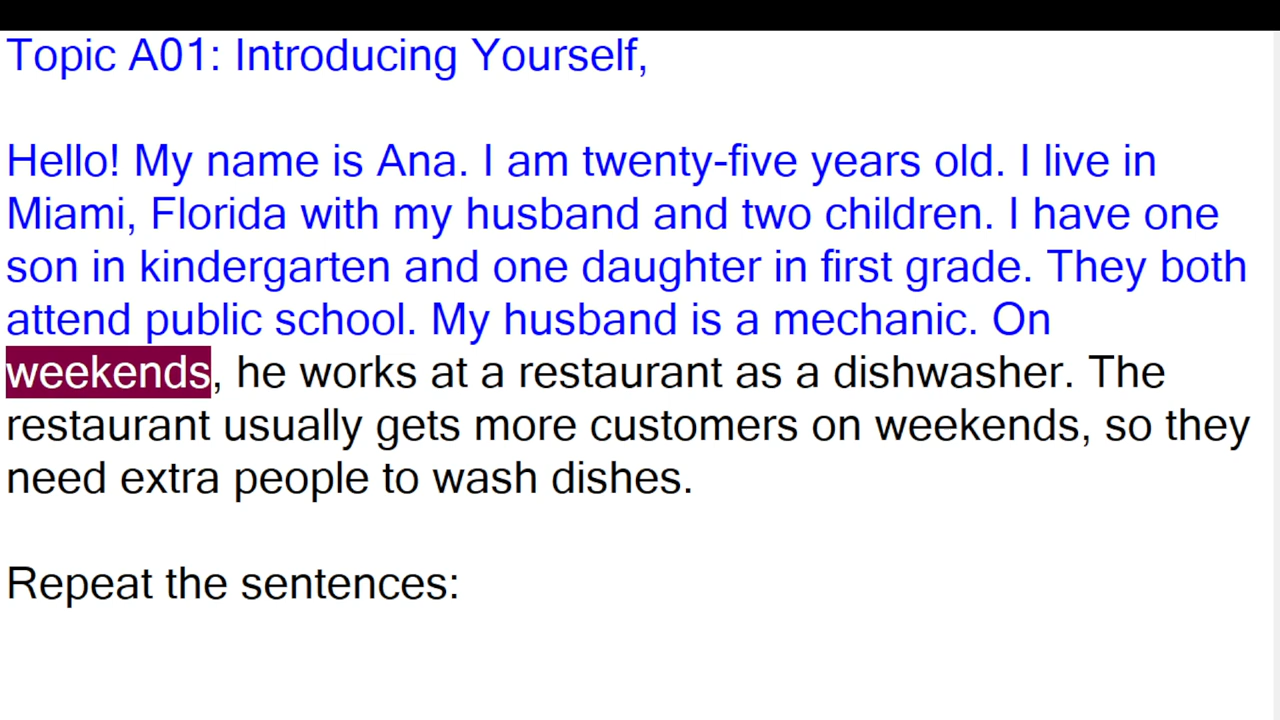 Topic A01: Introducing Yourself,
Hello! My name is Ana. I am twenty-five years old. I live in
Miami, Florida with my husband and two children. I have one
son in kindergarten and one daughter in first grade. They both
attend public school. My husband is a mechanic. On
weekends, he works at a restaurant as a dishwasher. The
restaurant usually gets more customers on weekends, so they
need extra people to wash dishes.
Repeat the sentences: